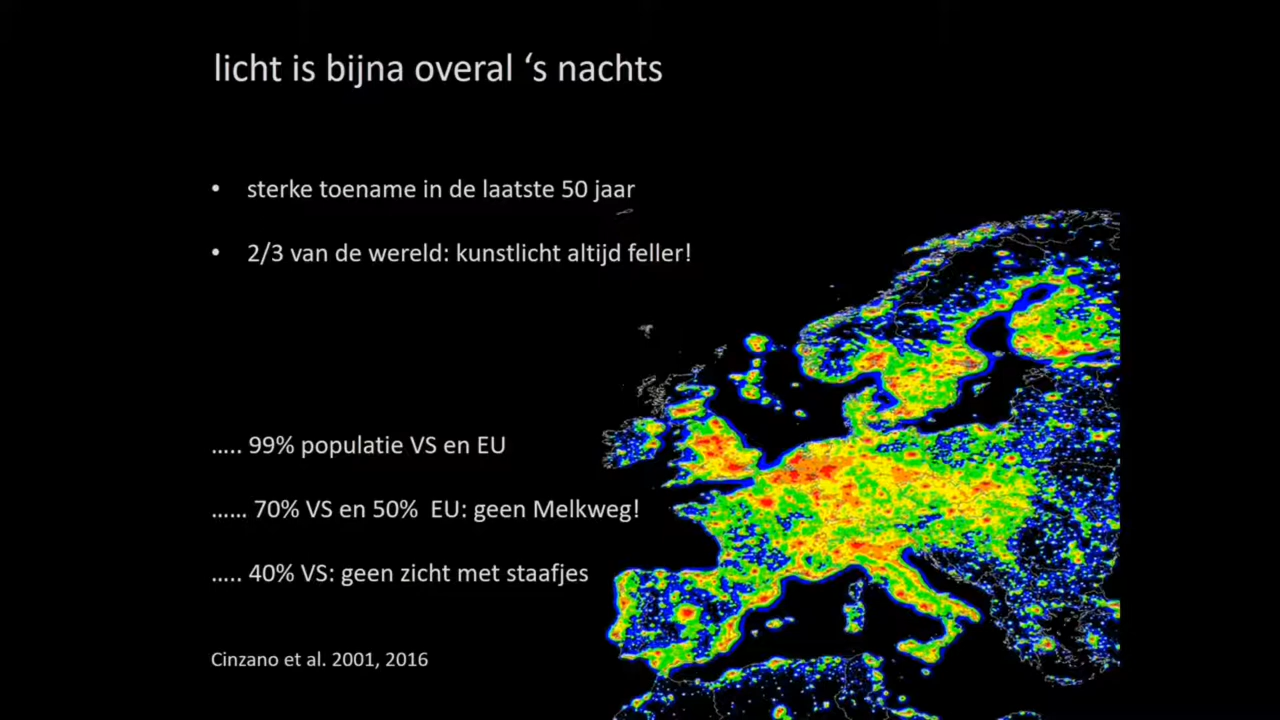 licht is bijna overal ‘s nachts
• sterke toename in de laatste 50 jaar
• 2/3 van de wereld: kunstlicht altijd feller!
….. 99% populatie VS en EU
…… 70% VS en 50%  EU: geen Melkweg!
….. 40% VS: geen zicht met staafjes
Cinzano et al. 2001, 2016